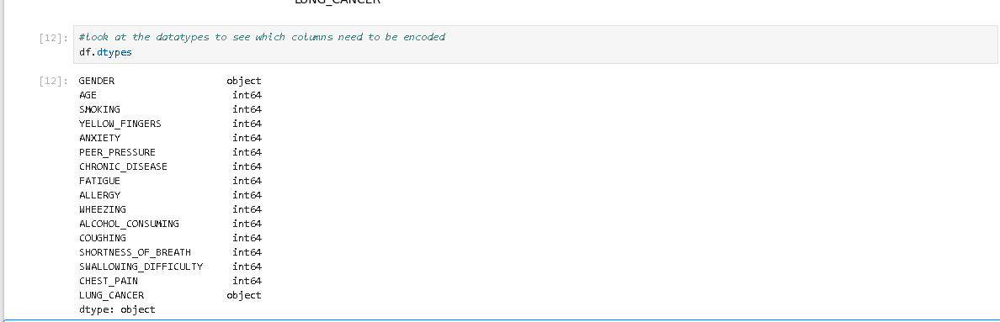 LUNG_CANCER
[12]: #look at the datatypes to see which columns need to be encoded
df.dtypes
[12]: GENDER object
AGE int64
SMOKING int64
YELLOW_FINGERS int64
ANXIETY int64
PEER_PRESSURE int64
CHRONIC_DISEASE int64
FATIGUE int64
ALLERGY int64
WHEEZING int64
ALCOHOL_CONSUMING int64
COUGHING int64
SHORTNESS_OF_BREATH int64
SWALLOWING_DIFFICULTY int64
CHEST_PAIN int64
LUNG_CANCER object
dtype: object